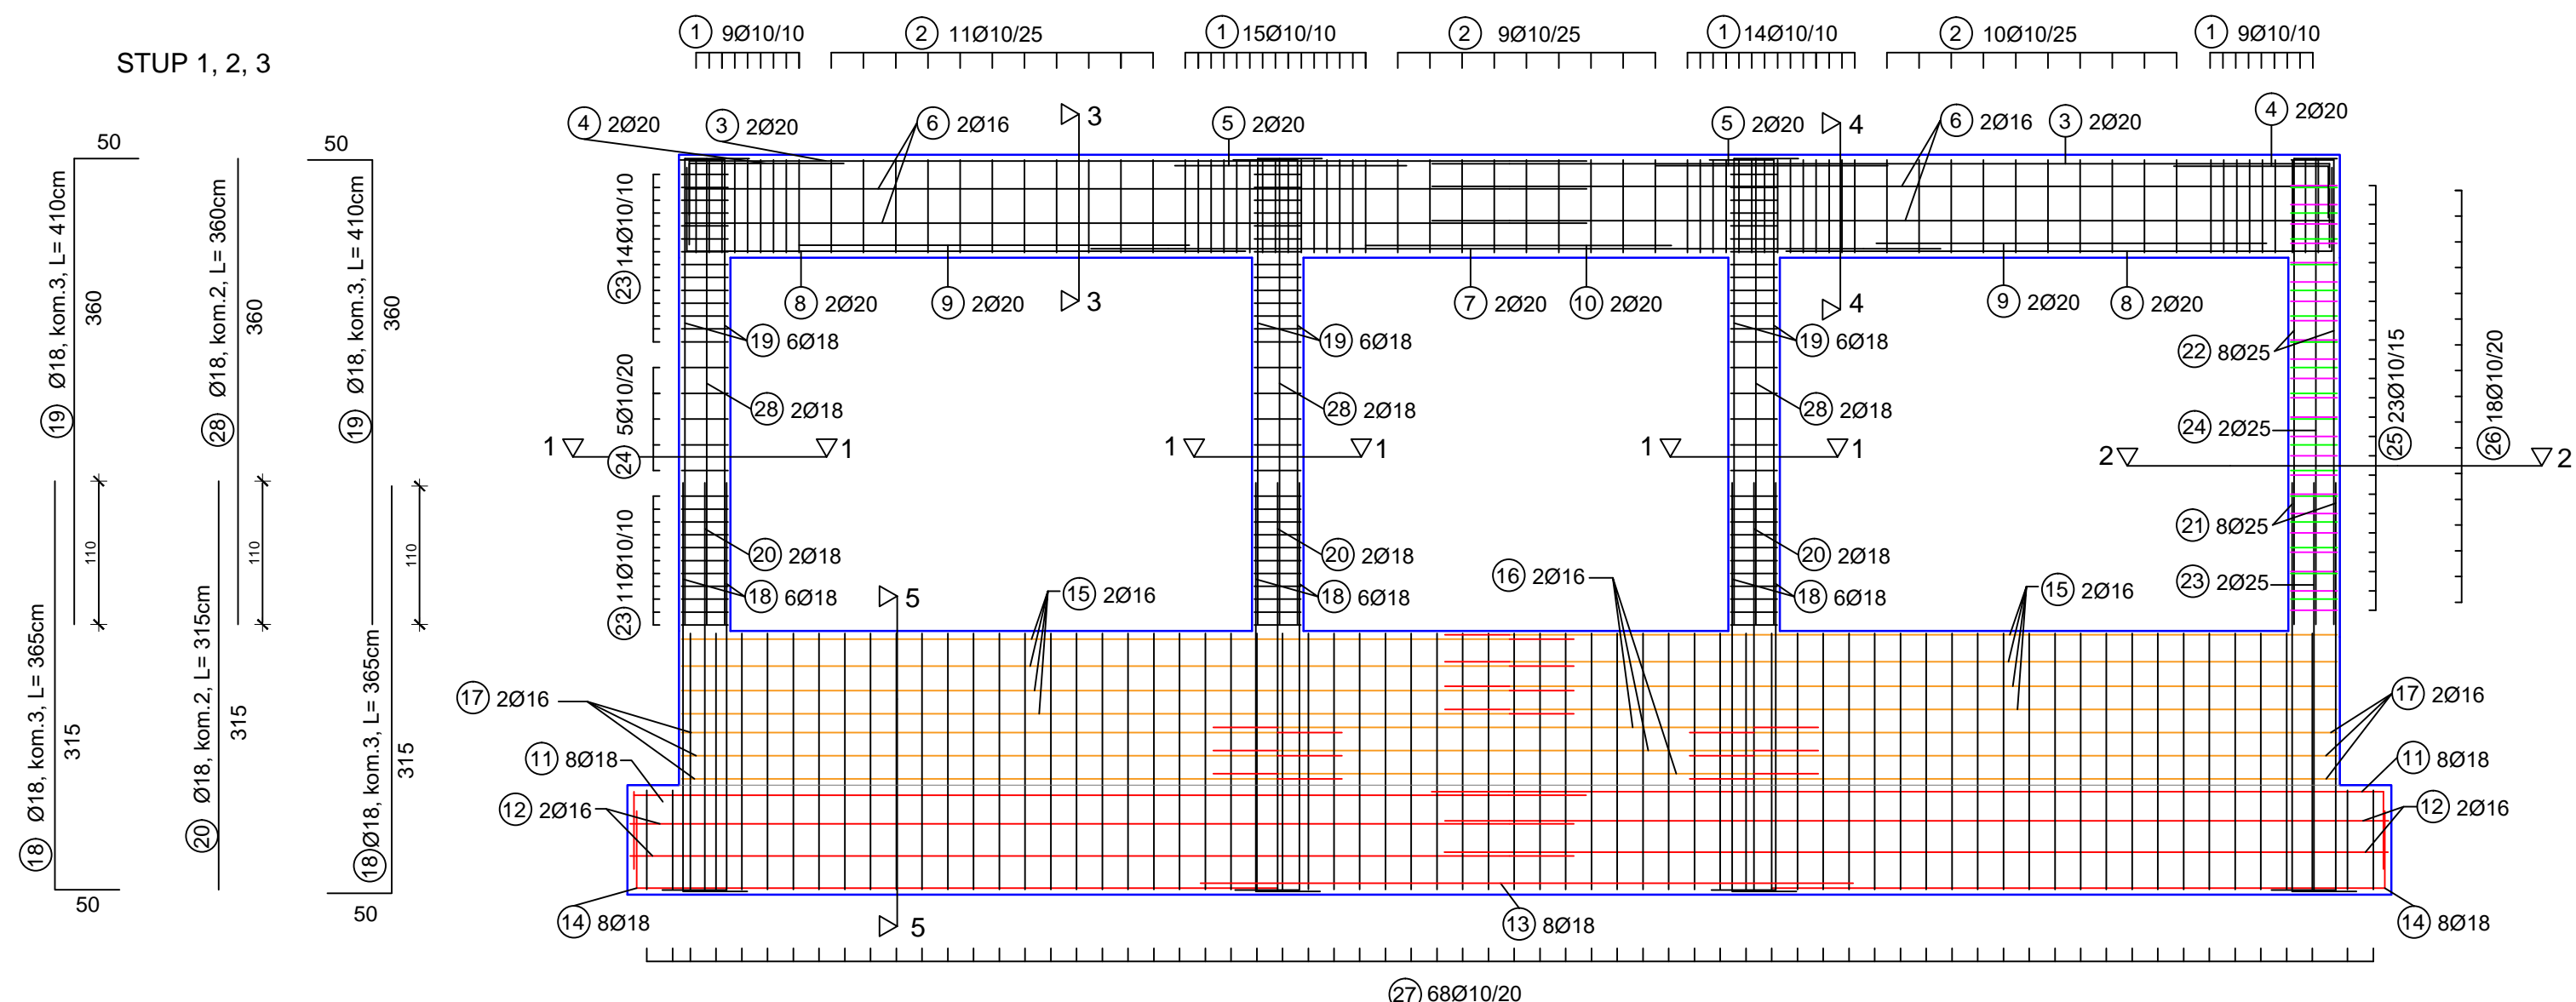 ① 9Ø10/10
② 11Ø10/25
① 15Ø10/10
② 9Ø10/25
① 14Ø10/10
② 10Ø10/25
① 9Ø10/10
STUP 1, 2, 3
④ 2Ø20
③ 2Ø20
⑥ 2Ø16
3
⑤ 2Ø20
⑤ 2Ø20
4
⑥ 2Ø16
③ 2Ø20
④ 2Ø20
50
50
⑲ Ø18, kom.3, L= 410cm
360
㉘ Ø18, kom.2, L= 360cm
360
⑲ Ø18, kom.3, L= 410cm
360
110
110
110
⑱ Ø18, kom.3, L= 365cm
315
⑳ Ø18, kom.2, L= 315cm
315
⑱ Ø18, kom.3, L= 365cm
315
50
50
㉓ 14Ø10/10
㉔ 5Ø10/20
㉓ 11Ø10/10
⑧ 2Ø20
⑨ 2Ø20
3
⑦ 2Ø20
⑩ 2Ø20
4
⑨ 2Ø20
⑧ 2Ø20
⑲ 6Ø18
⑲ 6Ø18
⑲ 6Ø18
㉒ 8Ø25
㉘ 2Ø18
㉘ 2Ø18
㉘ 2Ø18
㉔ 2Ø25
㉕ 23Ø10/15
㉖ 18Ø10/20
1
1
1
1
1
1
2
2
⑳ 2Ø18
⑳ 2Ø18
⑳ 2Ø18
㉑ 8Ø25
⑱ 6Ø18
⑱ 6Ø18
⑱ 6Ø18
㉓ 2Ø25
5
⑮ 2Ø16
⑯ 2Ø16
⑮ 2Ø16
⑰ 2Ø16
⑰ 2Ø16
⑪ 8Ø18
⑪ 8Ø18
⑫ 2Ø16
⑫ 2Ø16
⑭ 8Ø18
5
⑬ 8Ø18
⑭ 8Ø18
㉗ 68Ø10/20